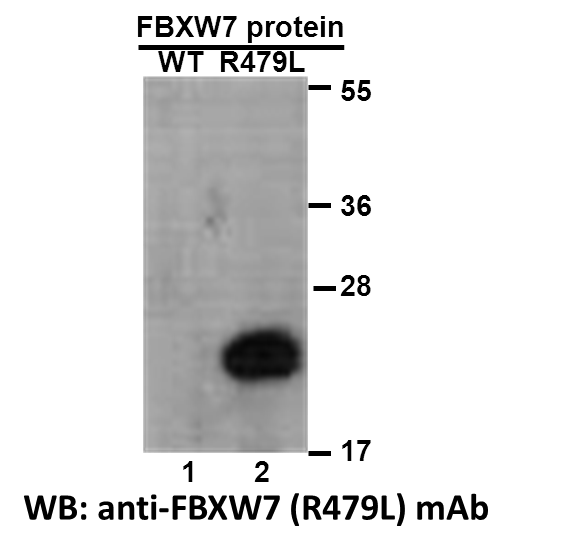 FBXW7 protein
WT R479L
55
36
28
17
1 2
WB: anti-FBXW7 (R479L) mAb